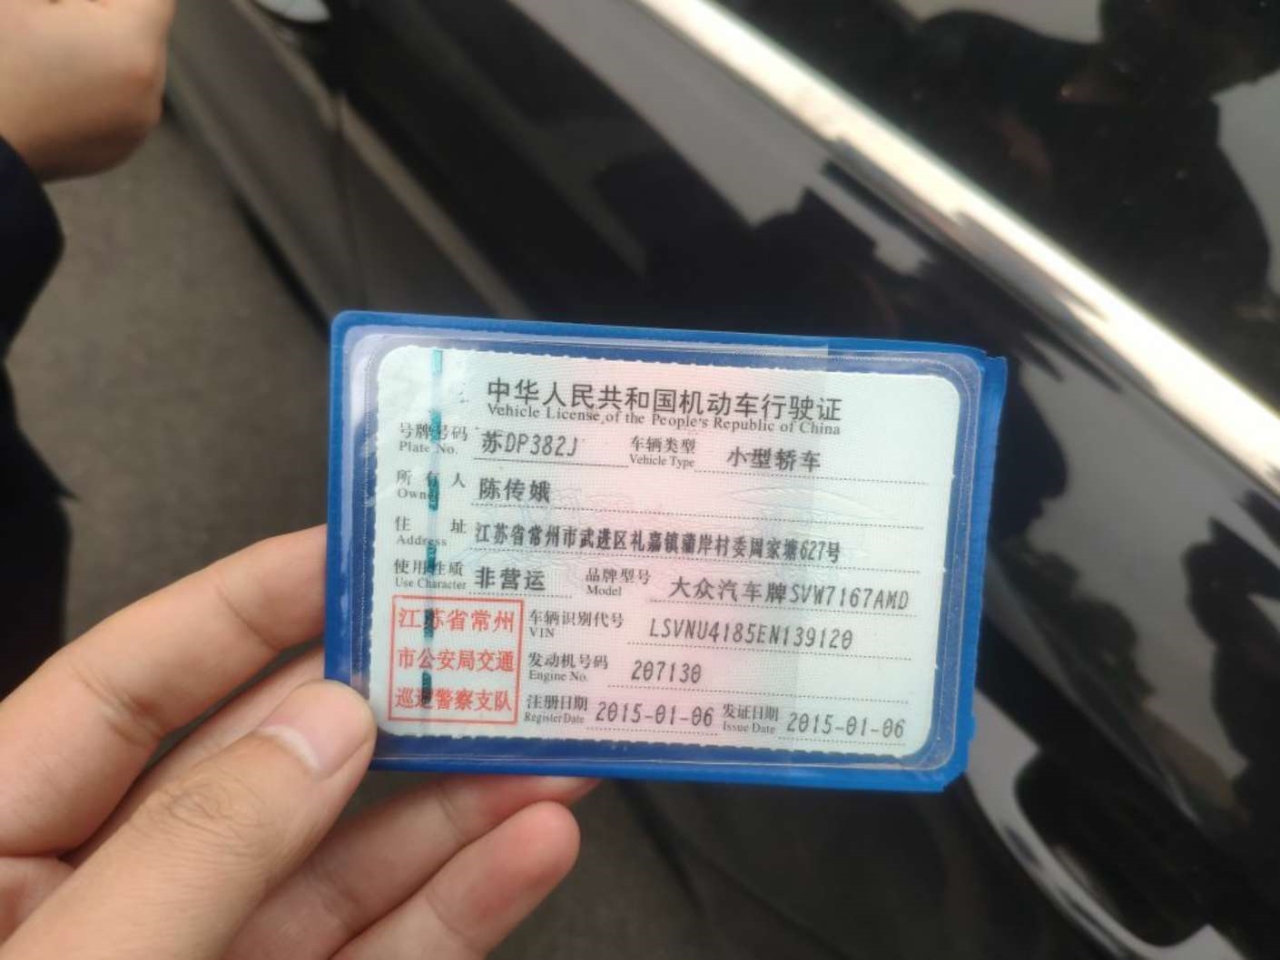 中华人民共和国机动车行驶证
Vehicle License of the People's Republic of China
号牌号码 苏DP382J 车辆类型 小型轿车
Plate No. Vehicle Type
所有人 陈传娥
Owner
住址 江苏省常州市武进区礼嘉镇蒲岸村委周家塘627号
Address
使用性质 非营运 品牌型号 大众汽车牌SVW7167AMD
Use Character Model
江苏省常州
市公安局交通
巡逻警察支队
车辆识别代号 LSVNU4185EN139120
VIN
发动机号码 207130
Engine No.
注册日期 2015-01-06 发证日期 2015-01-06
Register Date Issue Date